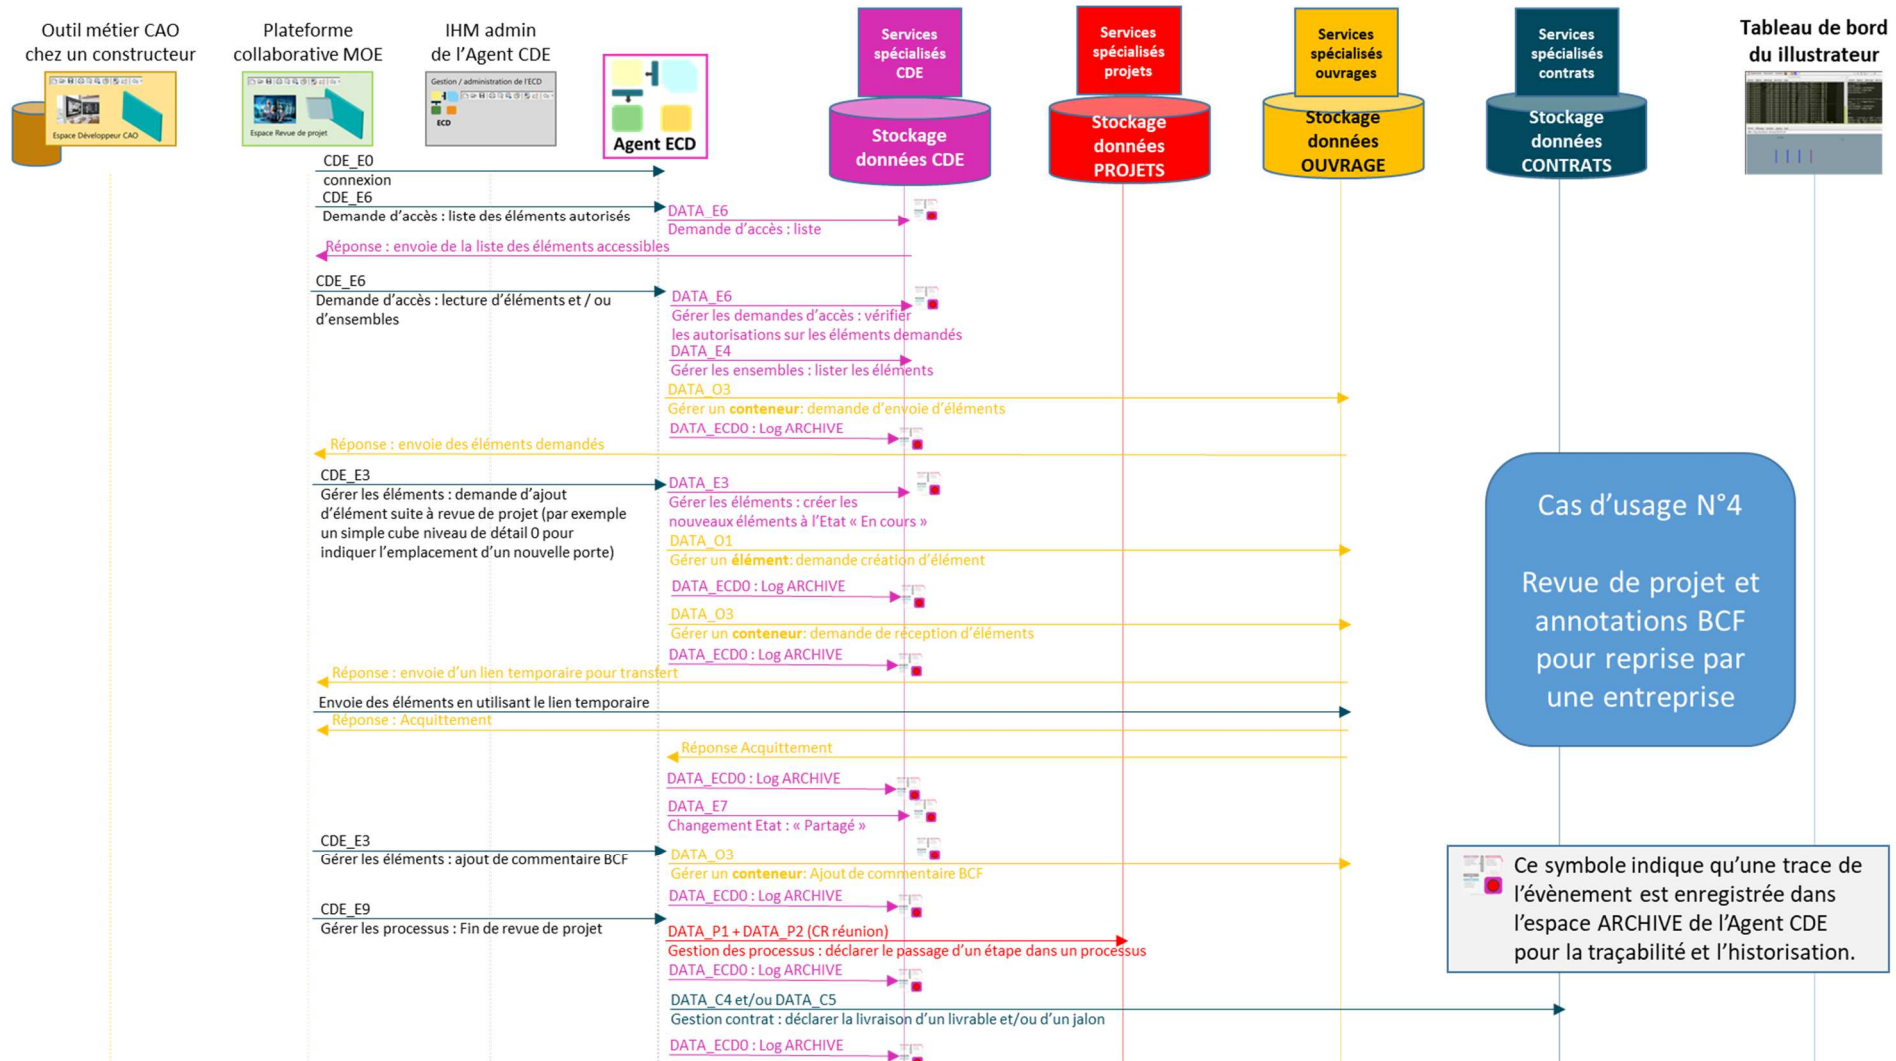 Outil métier CAO
chez un constructeur
Espace Développeur CAO
Plateforme
collaborative MOE
Espace Revue de projet
IHM admin
de l'Agent CDE
Gestion / administration de l'ECD
ECD
Agent ECD
Services
spécialisés
CDE
Stockage
données CDE
Services
spécialisés
projets
Stockage
données
PROJETS
Services
spécialisés
ouvrages
Stockage
données
OUVRAGE
Services
spécialisés
contrats
Stockage
données
CONTRATS
Tableau de bord
du illustrateur
CDE_E0
connexion
CDE_E6
Demande d'accès : liste des éléments autorisés
DATA_E6
Demande d'accès : liste
Réponse : envoie de la liste des éléments accessibles
CDE_E6
Demande d'accès : lecture d'éléments et / ou
d'ensembles
DATA_E6
Gérer les demandes d'accès : vérifier
les autorisations sur les éléments demandés
DATA_E4
Gérer les ensembles : lister les éléments
DATA_O3
Gérer un conteneur: demande d'envoie d'éléments
DATA_ECD0 : Log ARCHIVE
Réponse : envoie des éléments demandés
CDE_E3
Gérer les éléments : demande d'ajout
d'élément suite à revue de projet (par exemple
un simple cube niveau de détail 0 pour
indiquer l'emplacement d'un nouvelle porte)
DATA_E3
Gérer les éléments : créer les
nouveaux éléments à l'Etat « En cours »
DATA_O1
Gérer un élément: demande création d'élément
DATA_ECD0 : Log ARCHIVE
DATA_O3
Gérer un conteneur: demande de réception d'éléments
DATA_ECD0 : Log ARCHIVE
Réponse : envoie d'un lien temporaire pour transfert
Envoie des éléments en utilisant le lien temporaire
Réponse : Acquittement
Réponse Acquittement
DATA_ECD0 : Log ARCHIVE
DATA_E7
Changement Etat : « Partagé »
CDE_E3
Gérer les éléments : ajout de commentaire BCF
DATA_O3
Gérer un conteneur: Ajout de commentaire BCF
DATA_ECD0 : Log ARCHIVE
CDE_E9
Gérer les processus : Fin de revue de projet
DATA_P1 + DATA_P2 (CR réunion)
Gestion des processus : déclarer le passage d'un étape dans un processus
DATA_ECD0 : Log ARCHIVE
DATA_C4 et/ou DATA_C5
Gestion contrat : déclarer la livraison d'un livrable et/ou d'un jalon
DATA_ECD0 : Log ARCHIVE
Cas d'usage N°4
Revue de projet et
annotations BCF
pour reprise par
une entreprise
Ce symbole indique qu'une trace de
l'évènement est enregistrée dans
l'espace ARCHIVE de l'Agent CDE
pour la traçabilité et l'historisation.